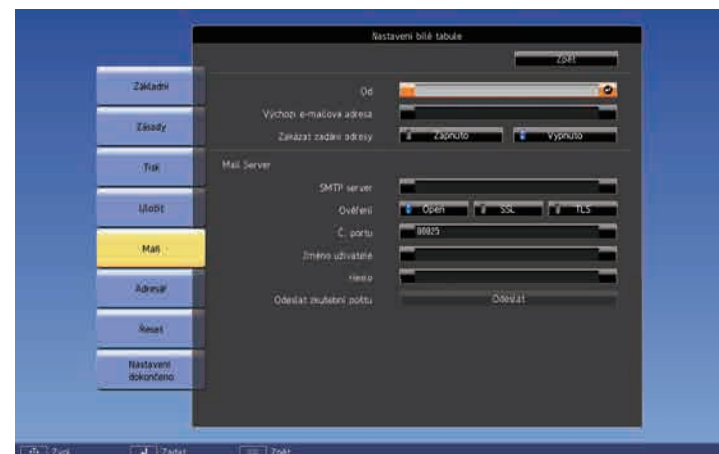 Nastavení bílé tabule
Zpět
Základní
Zásady
Tisk
Uložit
Mail
Adresář
Reset
Nastavení dokončeno
Od
Výchozí e-mailová adresa
Zakázat zadání adresy
Zapnuto
Vypnuto
Mail Server
SMTP server
Ověření
Open
SSL
TLS
Č. portu
00025
Jméno uživatele
Heslo
Odeslat zkušební poštu
Odeslat
Zadat
Zpět